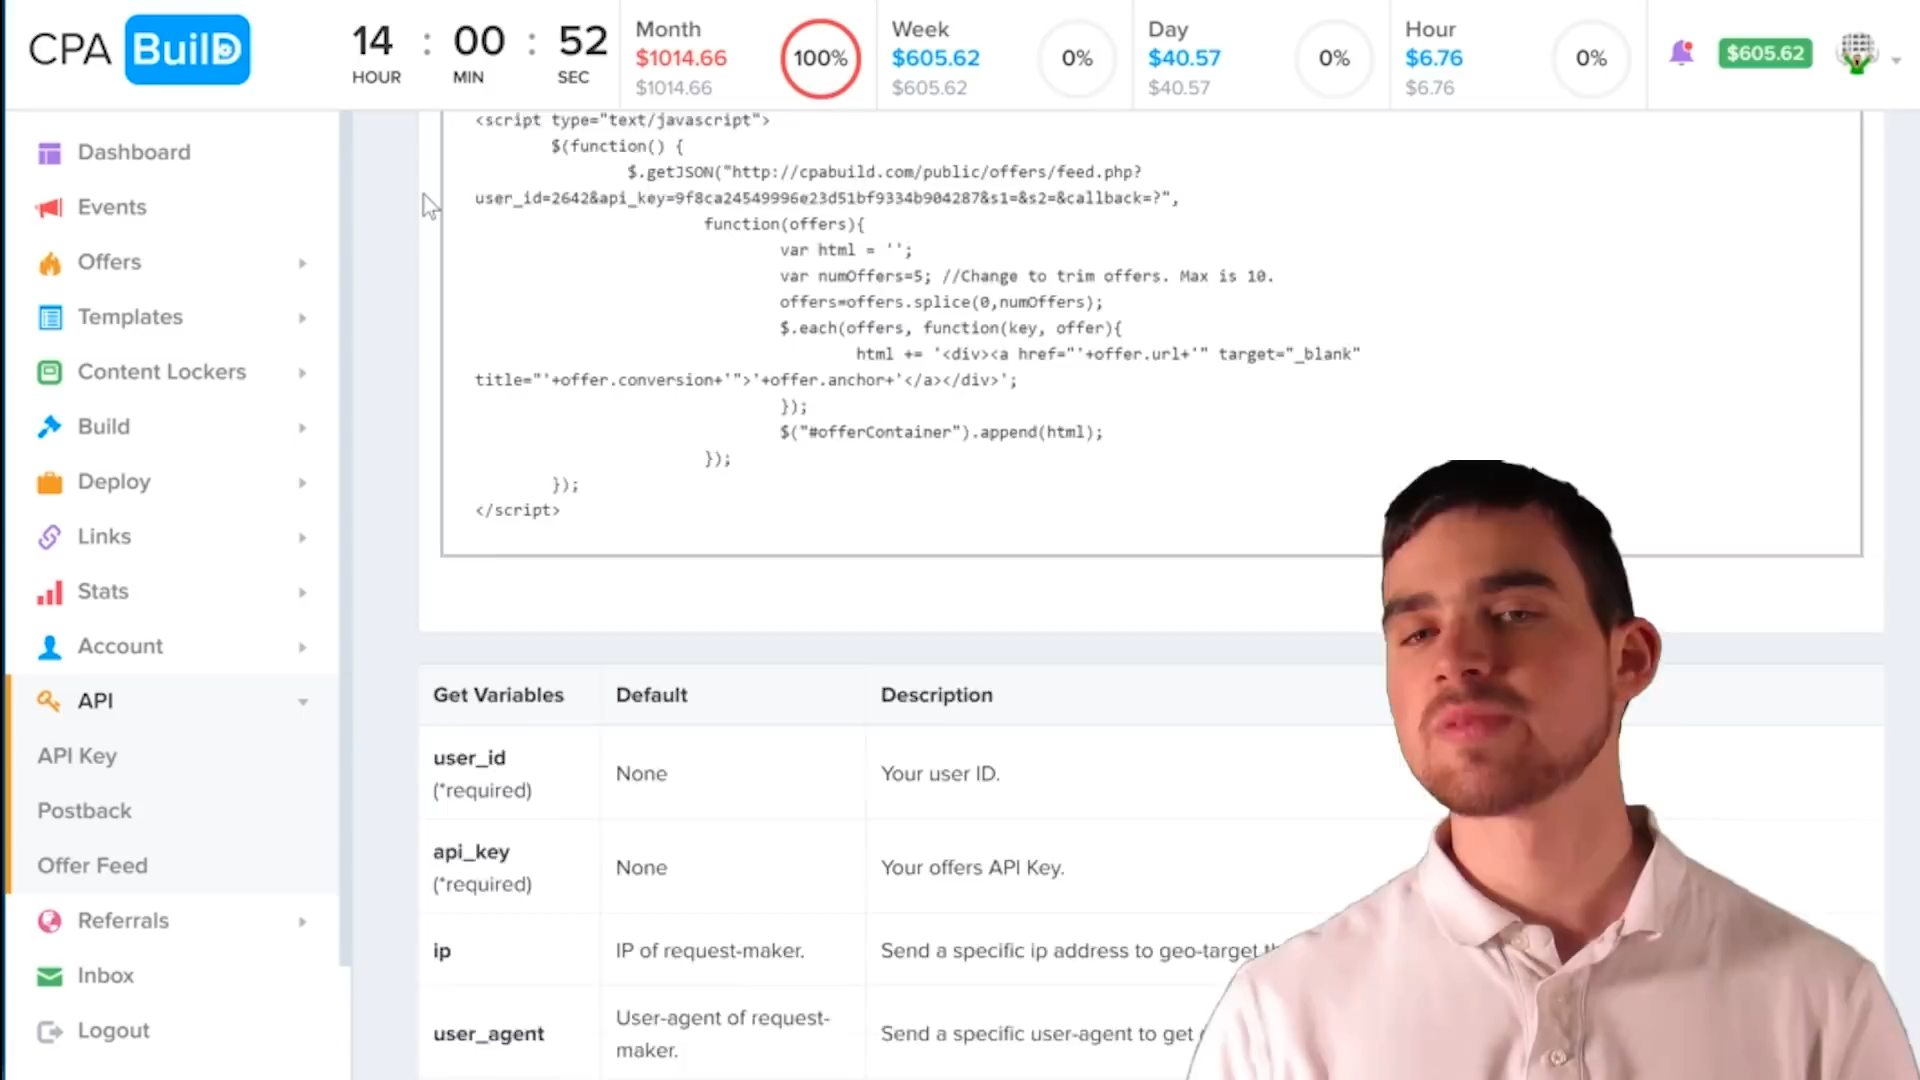 CPA BuilD
14 : 00 : 52
HOUR MIN SEC
Month
$1014.66
$1014.66
100%
Week
$605.62
$605.62
0%
Day
$40.57
$40.57
0%
Hour
$6.76
$6.76
0%
$605.62
Dashboard
Events
Offers
Templates
Content Lockers
Build
Deploy
Links
Stats
Account
API
API Key
Postback
Offer Feed
Referrals
Inbox
Logout
<script type="text/javascript">
$(function() {
$.getJSON("http://cpabuild.com/public/offers/feed.php?
user_id=2642&api_key=9f8ca24549996e23d51bf9334b904287&s1=&s2=&callback=?",
function(offers){
var html = '';
var numOffers=5; //Change to trim offers. Max is 10.
offers=offers.splice(0,numOffers);
$.each(offers, function(key, offer){
html += '<div><a href="'+offer.url+'" target="_blank"
title="'+offer.conversion+'">'+offer.anchor+'</a></div>';
});
$("#offerContainer").append(html);
});
});
</script>
Get Variables Default Description
user_id
(*required)
None
Your user ID.
api_key
(*required)
None
Your offers API Key.
ip
IP of request-maker.
Send a specific ip address to geo-target
user_agent
User-agent of request-
maker.
Send a specific user-agent to get